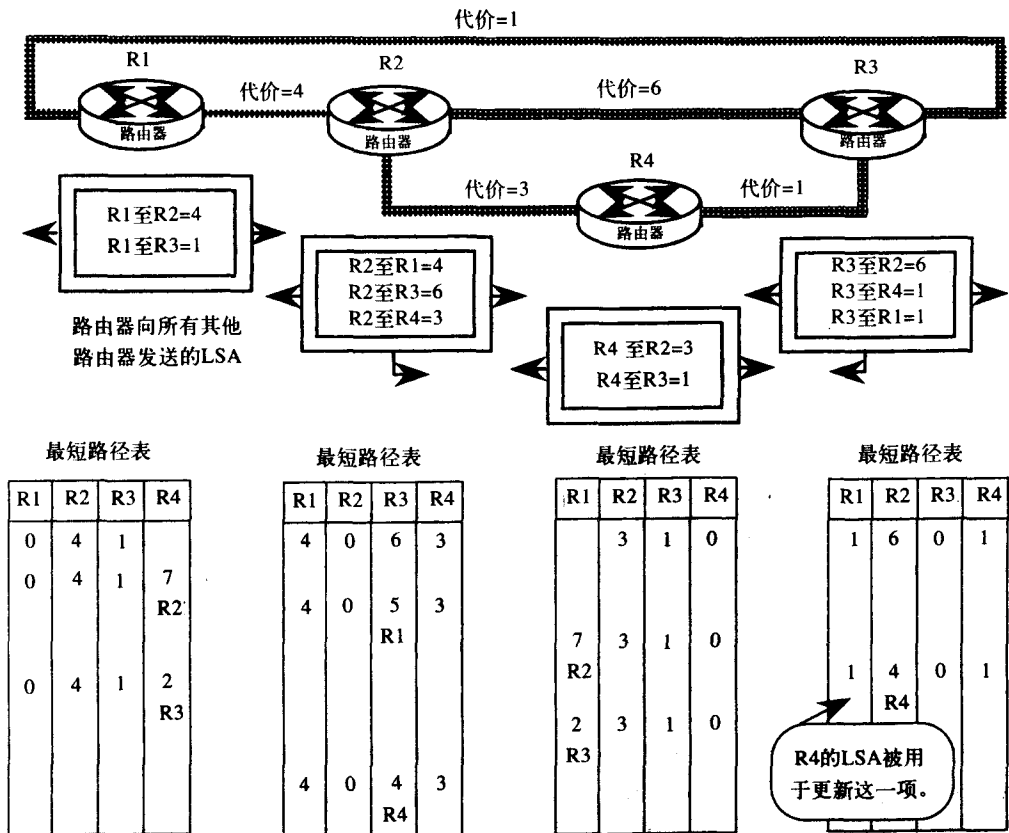 代价=1
R1
R2
R3
代价=4
代价=6
路由器
路由器
路由器
R4
代价=3
代价=1
路由器
R1至R2=4
R1至R3=1
R2至R1=4
R2至R3=6
R2至R4=3
R4 至R2=3
R4至R3=1
R3至R2=6
R3至R4=1
R3至R1=1
路由器向所有其他
路由器发送的LSA
最短路径表
R1 R2 R3 R4
0 4 1
0 4 1 7
R2
0 4 1 2
R3
最短路径表
R1 R2 R3 R4
4 0 6 3
4 0 5 3
R1
4 0 4 3
R4
最短路径表
R1 R2 R3 R4
3 1 0
7 3 1 0
R2
2 3 1 0
R3
最短路径表
R1 R2 R3 R4
1 6 0 1
1 4 0 1
R4
R4的LSA被用
于更新这一项。